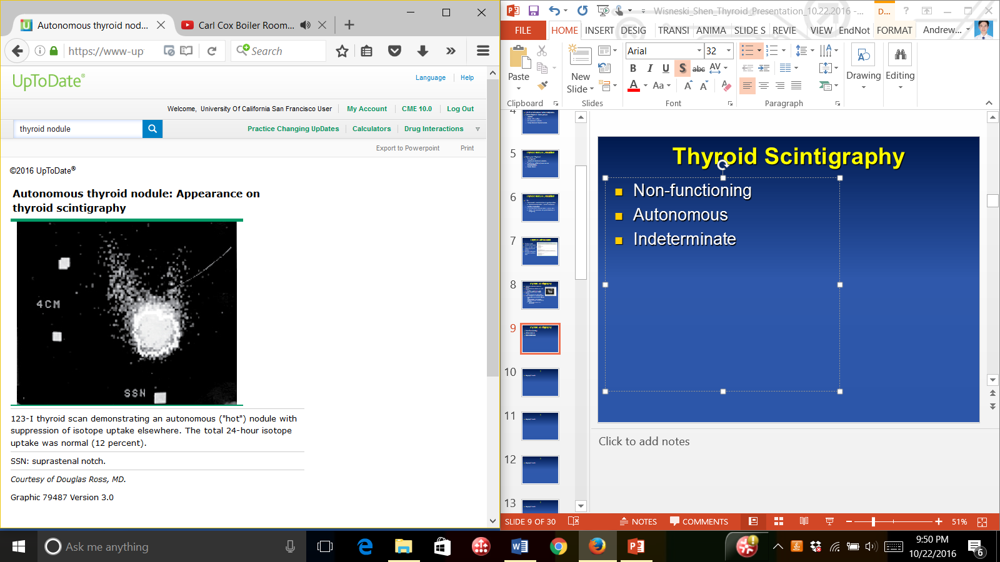 Autonomous thyroid nod...
Carl Cox Boiler Room...
https://www-up
Search
UpToDate®
Language
Help
Welcome, University Of California San Francisco User
My Account
CME 10.0
Log Out
thyroid nodule
Practice Changing UpDates
Calculators
Drug Interactions
Export to Powerpoint
Print
©2016 UpToDate®
Autonomous thyroid nodule: Appearance on
thyroid scintigraphy
4CM
SSN
123-I thyroid scan demonstrating an autonomous ("hot") nodule with
suppression of isotope uptake elsewhere. The total 24-hour isotope
uptake was normal (12 percent).
SSN: suprastenal notch.
Courtesy of Douglas Ross, MD.
Graphic 79487 Version 3.0
Wisneski_Shen_Thyroid_Presentation_10.22.2016 -...
D...
FILE
HOME
INSERT
DESIG
TRANSI
ANIMA
SLIDE S
REVIE
VIEW
EndNot
FORMAT
Andrew...
Paste
New
Slide
Arial
32
B I U S abc AV
A Aa A A
Drawing
Editing
Clipboard
Slides
Font
Paragraph
4
5
6
7
8
9
10
11
12
13
Thyroid Scintigraphy
Non-functioning
Autonomous
Indeterminate
Click to add notes
SLIDE 9 OF 30
NOTES
COMMENTS
51%
Ask me anything
9:50 PM
10/22/2016
6